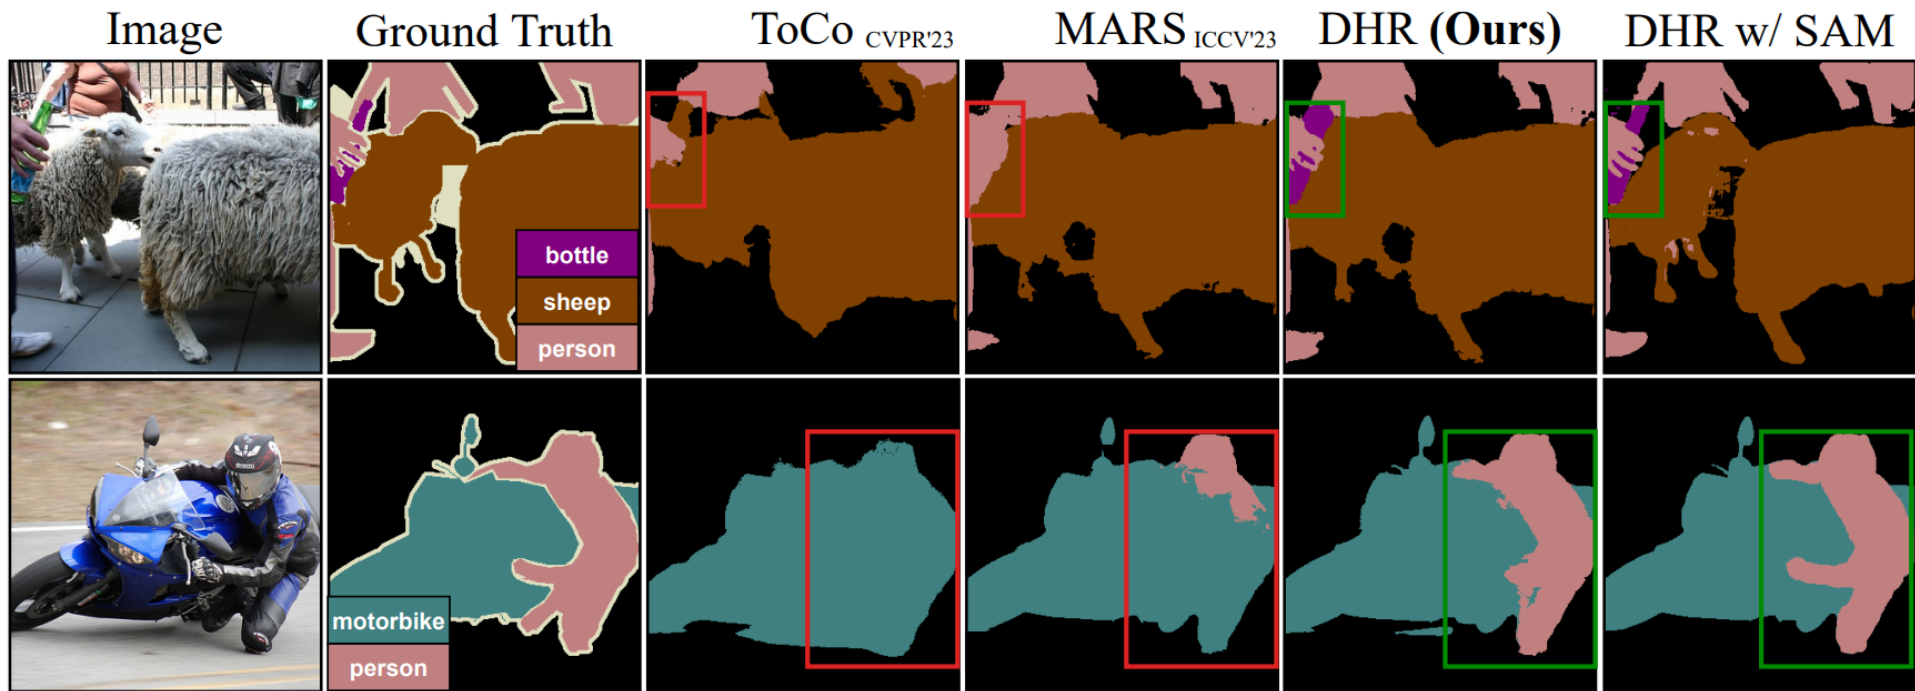 Image
Ground Truth
ToCo CVPR'23
MARS ICCV'23
DHR (Ours)
DHR w/ SAM
bottle
sheep
person
motorbike
person